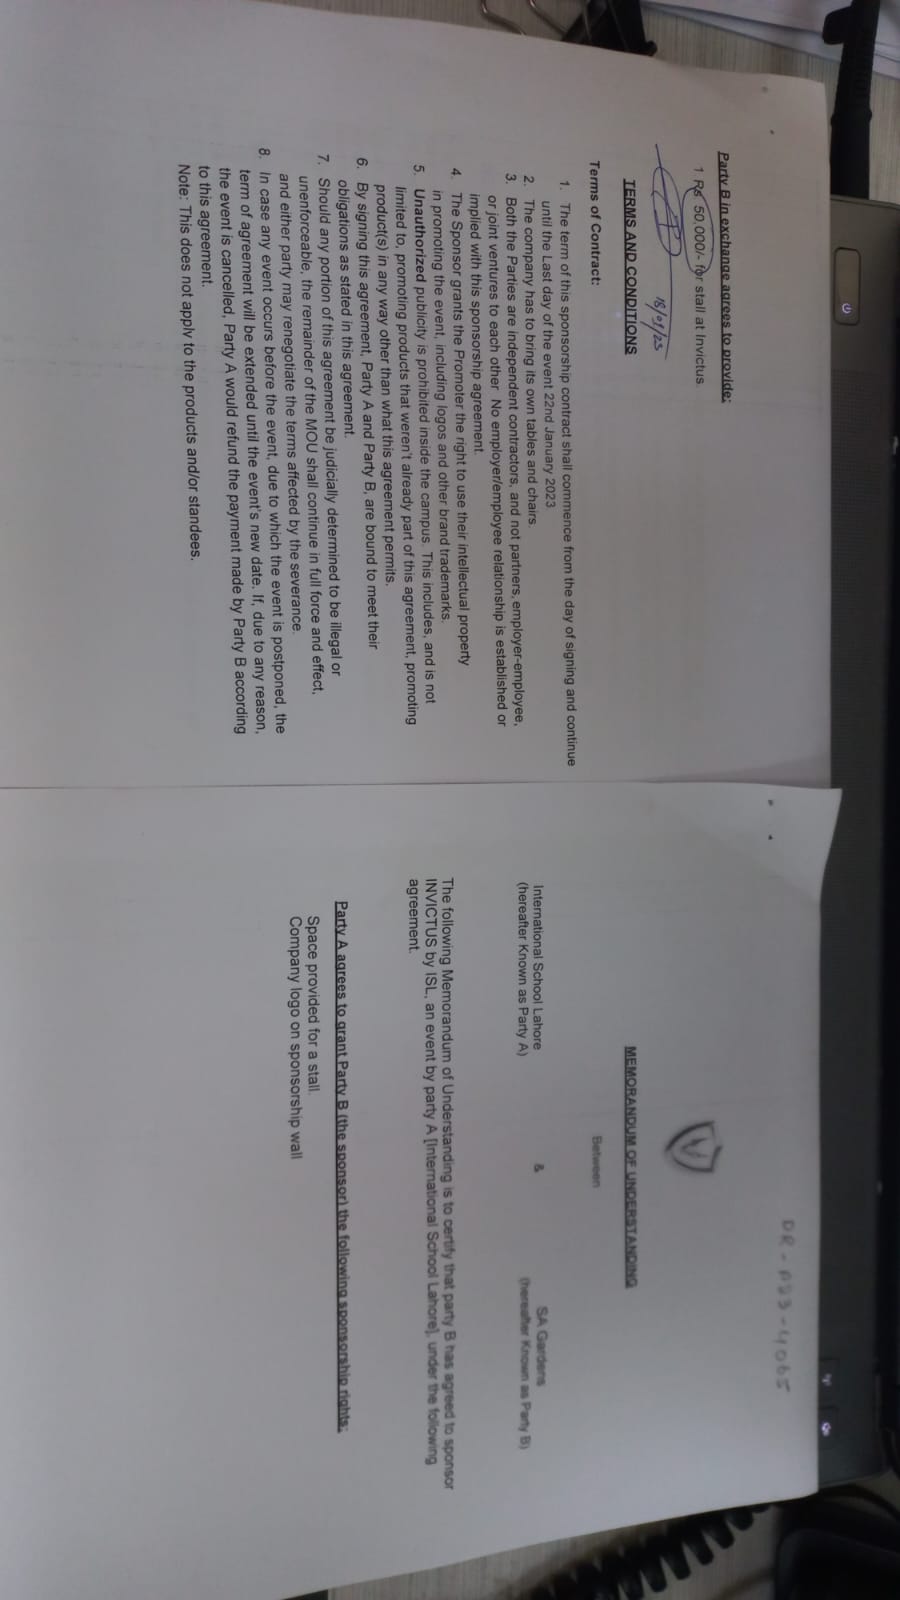 DR-A23-4065
MEMORANDUM OF UNDERSTANDING
Between
International School Lahore & SA Gardens
(hereafter Known as Party A) (hereafter Known as Party B)
The following Memorandum of Understanding is to certify that party B has agreed to sponsor
INVICTUS by ISL, an event by party A [International School Lahore], under the following
agreement.
Party A agrees to grant Party B (the sponsor) the following sponsorship rights:
Space provided for a stall.
Company logo on sponsorship wall
Party B in exchange agrees to provide:
1 Rs 50,000/- for stall at Invictus.
TERMS AND CONDITIONS
Terms of Contract:
1. The term of this sponsorship contract shall commence from the day of signing and continue
until the Last day of the event 22nd January 2023
2. The company has to bring its own tables and chairs.
3. Both the Parties are independent contractors, and not partners, employer-employee,
or joint ventures to each other. No employer/employee relationship is established or
implied with this sponsorship agreement.
4. The Sponsor grants the Promoter the right to use their intellectual property
in promoting the event, including logos and other brand trademarks.
5. Unauthorized publicity is prohibited inside the campus. This includes, and is not
limited to, promoting products that weren't already part of this agreement, promoting
product(s) in any way other than what this agreement permits.
6. By signing this agreement, Party A and Party B, are bound to meet their
obligations as stated in this agreement.
7. Should any portion of this agreement be judicially determined to be illegal or
unenforceable, the remainder of the MOU shall continue in full force and effect,
and either party may renegotiate the terms affected by the severance.
8. In case any event occurs before the event, due to which the event is postponed, the
term of agreement will be extended until the event's new date. If, due to any reason,
the event is cancelled, Party A would refund the payment made by Party B according
to this agreement.
Note: This does not apply to the products and/or standees.